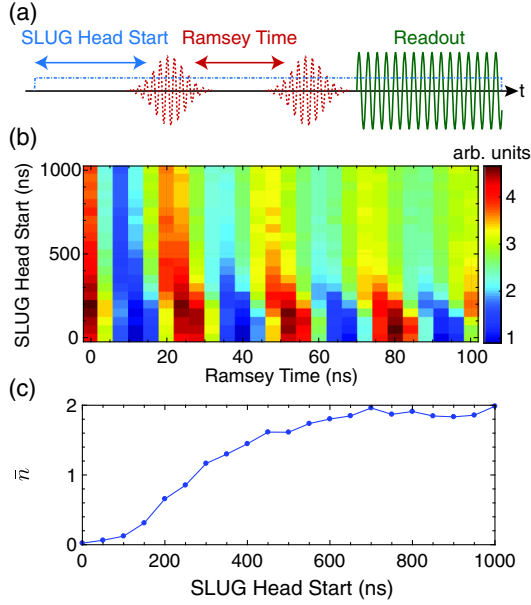 (a)
SLUG Head Start
Ramsey Time
Readout
t
(b)
arb. units
1000
500
0
SLUG Head Start (ns)
4
3
2
1
0
20
40
60
80
100
Ramsey Time (ns)
(c)
2
1
0
n̄
0
200
400
600
800
1000
SLUG Head Start (ns)